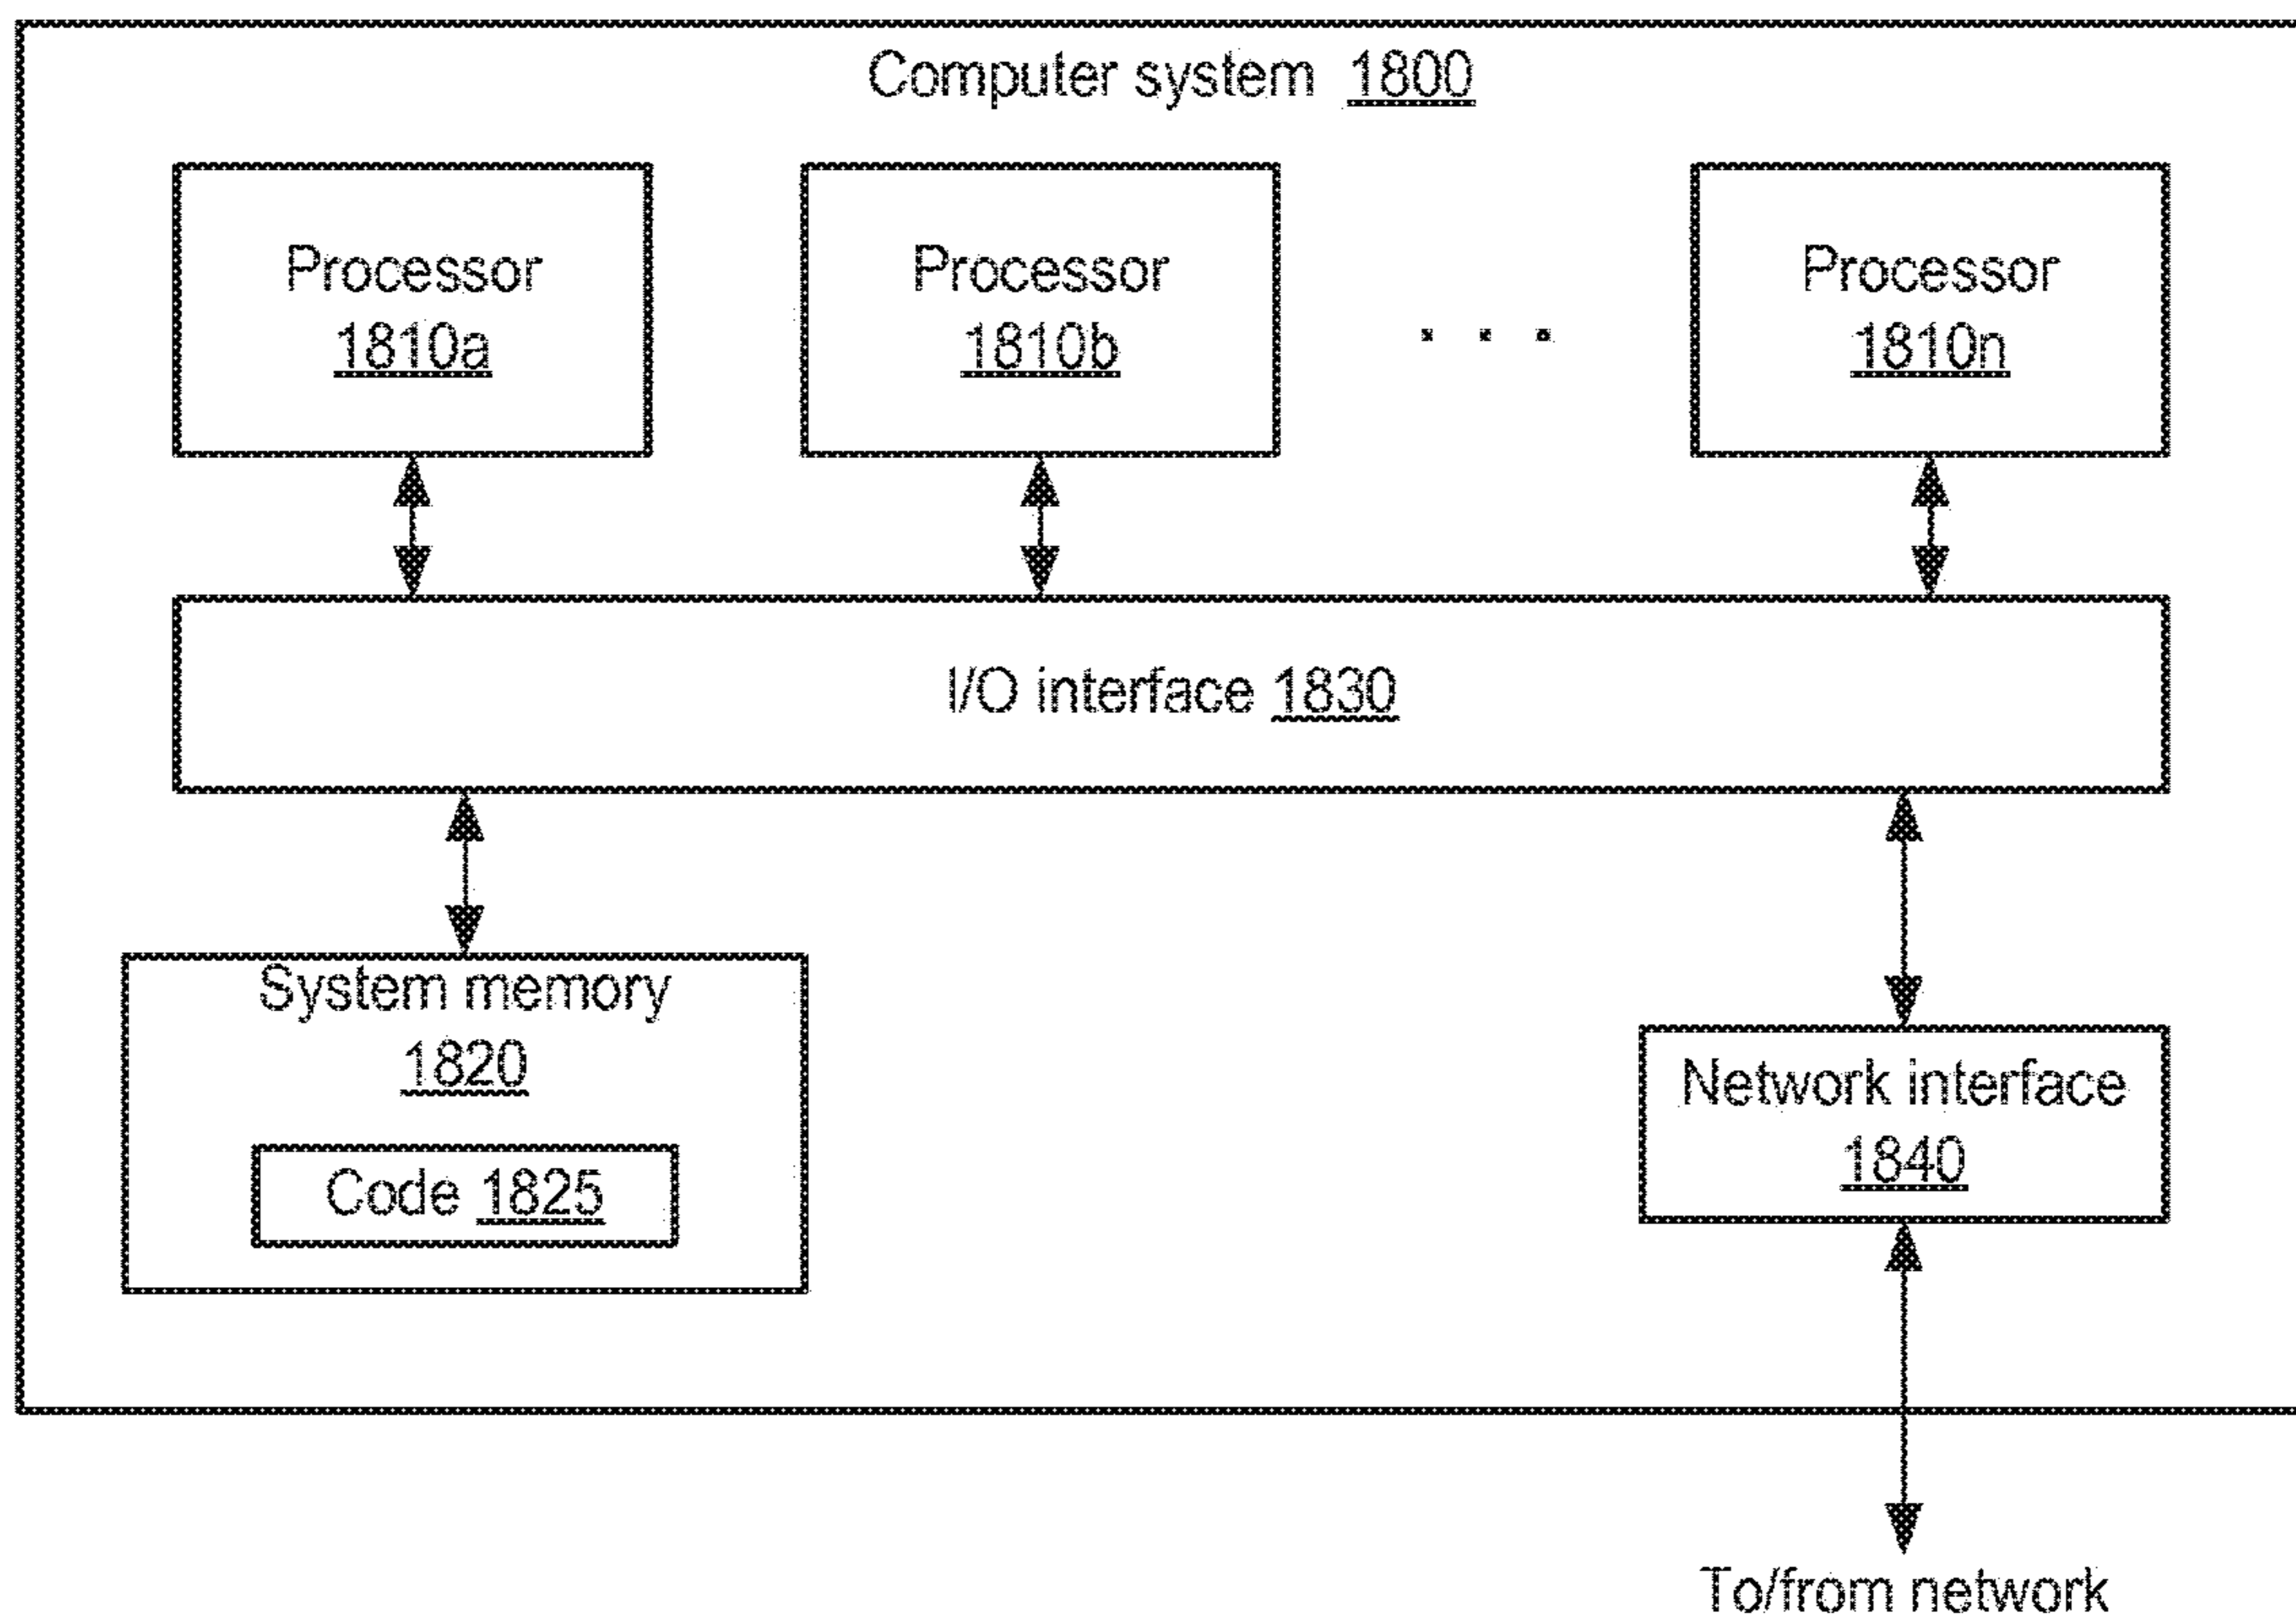 Computer system 1800
Processor
1810a
Processor
1810b
. . .
Processor
1810n
I/O interface 1830
System memory
1820
Code 1825
Network interface
1840
To/from network